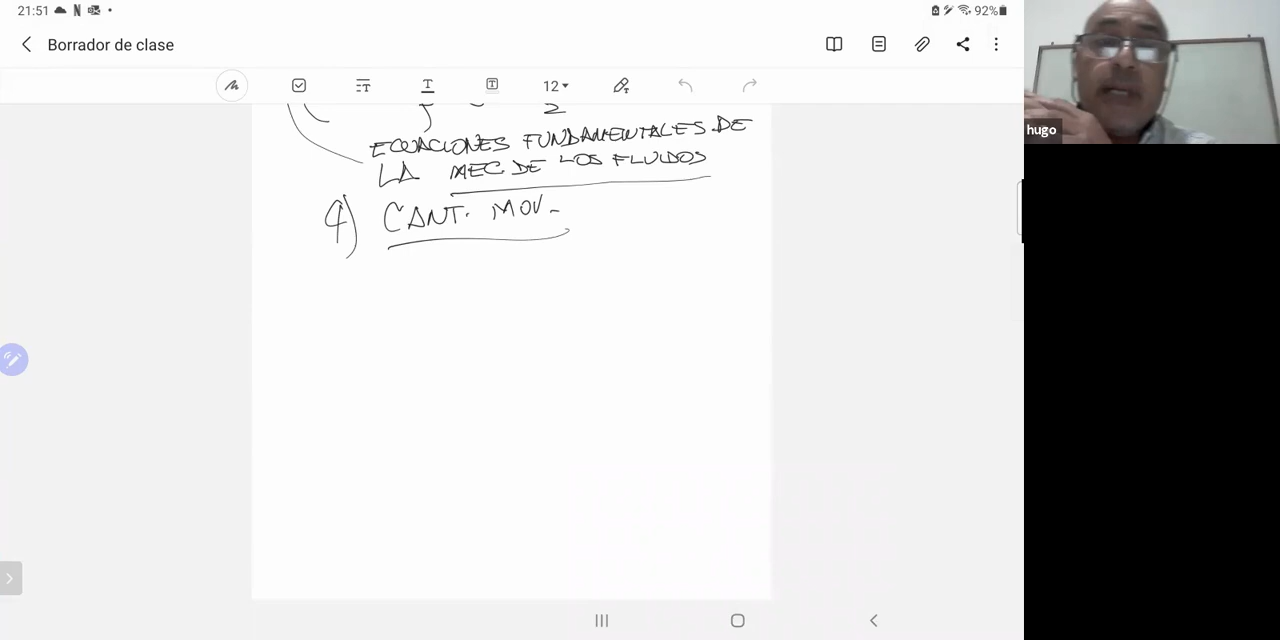 21:51 N 92%
Borrador de clase
12
2
ECUACIONES FUNDAMENTALES DE
LA MEC. DE LOS FLUIDOS
4) CANT. MOV.
hugo